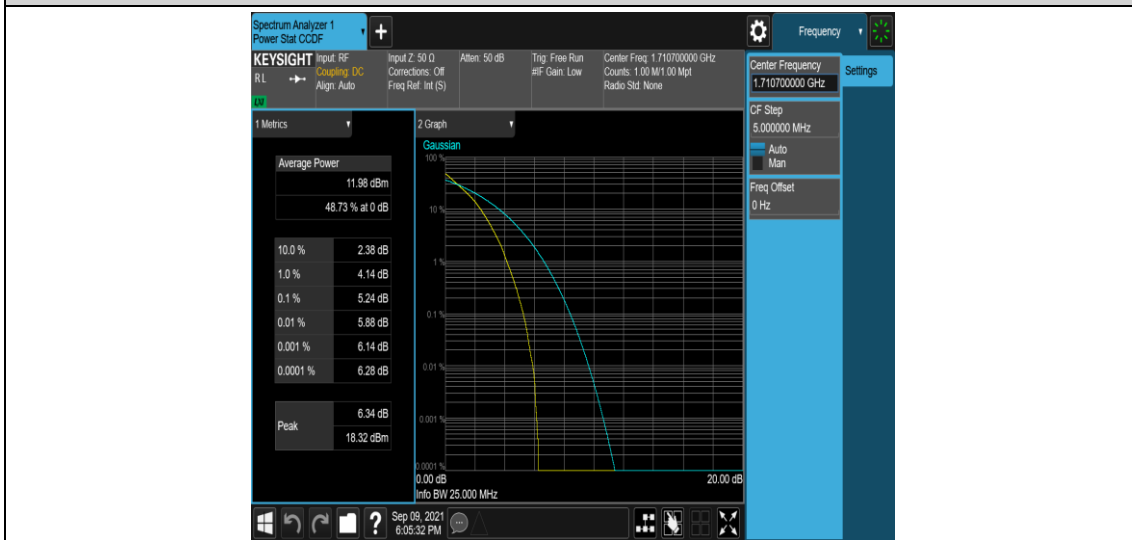 Spectrum Analyzer 1
Power Stat CCDF
+
Frequency
KEYSIGHT
RL
LXI
Input: RF
Coupling: DC
Align: Auto
Input Z: 50 Ω
Corrections: Off
Freq Ref: Int (S)
Atten: 50 dB
Trig: Free Run
#IF Gain: Low
Center Freq: 1.710700000 GHz
Counts: 1.00 M/1.00 Mpt
Radio Std: None
Center Frequency
1.710700000 GHz
Settings
CF Step
5.000000 MHz
Auto
Man
Freq Offset
0 Hz
1 Metrics
Average Power
11.98 dBm
48.73 % at 0 dB
10.0 % 2.38 dB
1.0 % 4.14 dB
0.1 % 5.24 dB
0.01 % 5.88 dB
0.001 % 6.14 dB
0.0001 % 6.28 dB
Peak
6.34 dB
18.32 dBm
2 Graph
Gaussian
100 %
10 %
1 %
0.1 %
0.01 %
0.001 %
0.0001 %
0.00 dB 20.00 dB
Info BW 25.000 MHz
?
Sep 09, 2021
6:05:32 PM